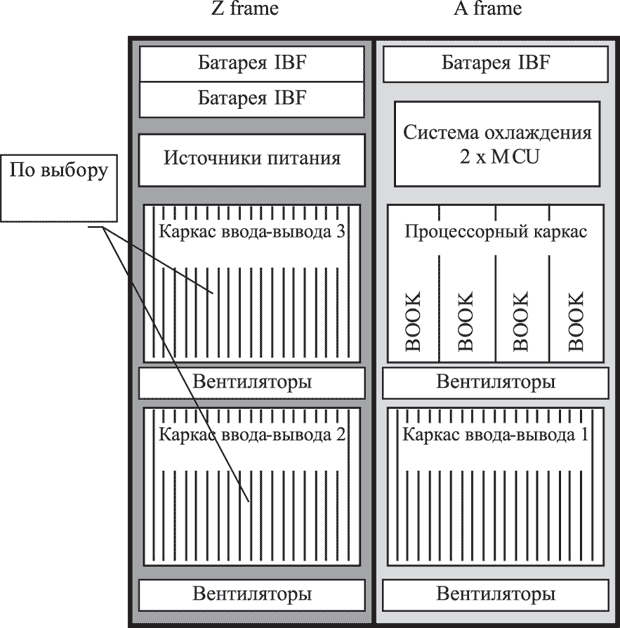 Z frame
A frame
Батарея IBF
Батарея IBF
Источники питания
По выбору
Каркас ввода-вывода 3
Вентиляторы
Каркас ввода-вывода 2
Вентиляторы
Батарея IBF
Система охлаждения
2 x MCU
Процессорный каркас
BOOK
BOOK
BOOK
BOOK
Вентиляторы
Каркас ввода-вывода 1
Вентиляторы